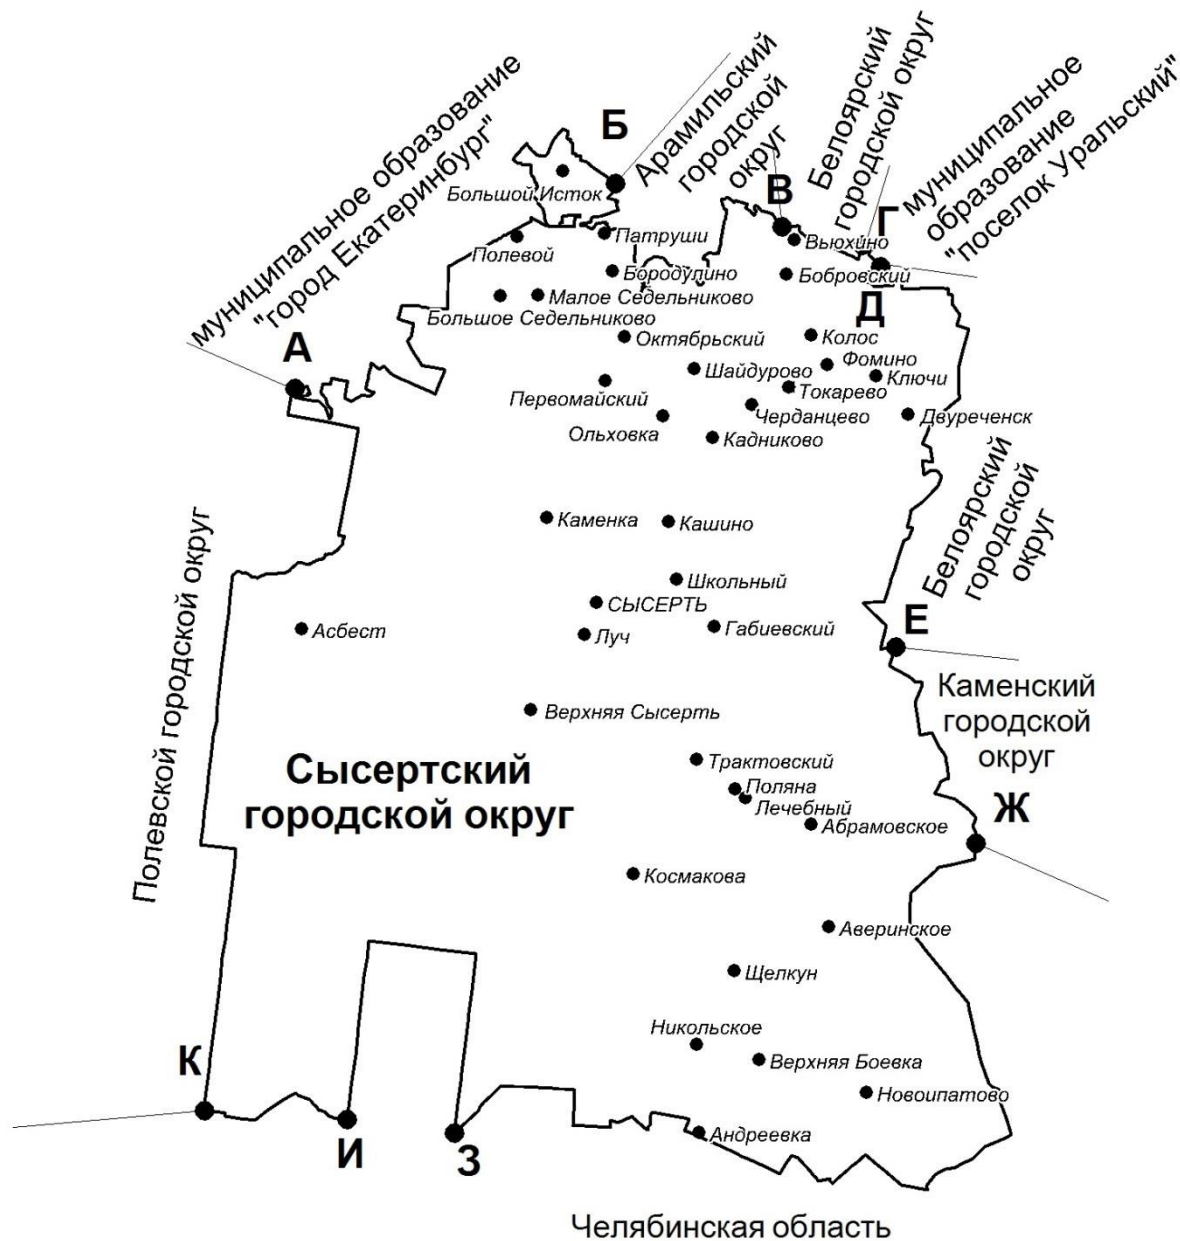 муниципальное образование
"город Екатеринбург"
Б
Арамильский
городской
округ
Белоярский
городской округ
муниципальное
образование
"поселок Уральский"
В
Г
Большой Исток
Патруши
Вьюхино
Полевой
Бородулино
Бобровский
Малое Седельниково
Большое Седельниково
Д
А
Октябрьский
Колос
Фомино
Шайдурово
Ключи
Токарево
Первомайский
Черданцево
Двуреченск
Ольховка
Кадниково
Белоярский
городской
округ
Каменка
Кашино
Полевской городской округ
Школьный
СЫСЕРТЬ
Асбест
Луч
Габиевский
Е
Каменский
городской
округ
Верхняя Сысерть
Трактовский
Сысертский
городской округ
Поляна
Лечебный
Абрамовское
Ж
Космакова
Аверинское
Щелкун
Никольское
Верхняя Боевка
К
Новоипатово
Андреевка
И
З
Челябинская область